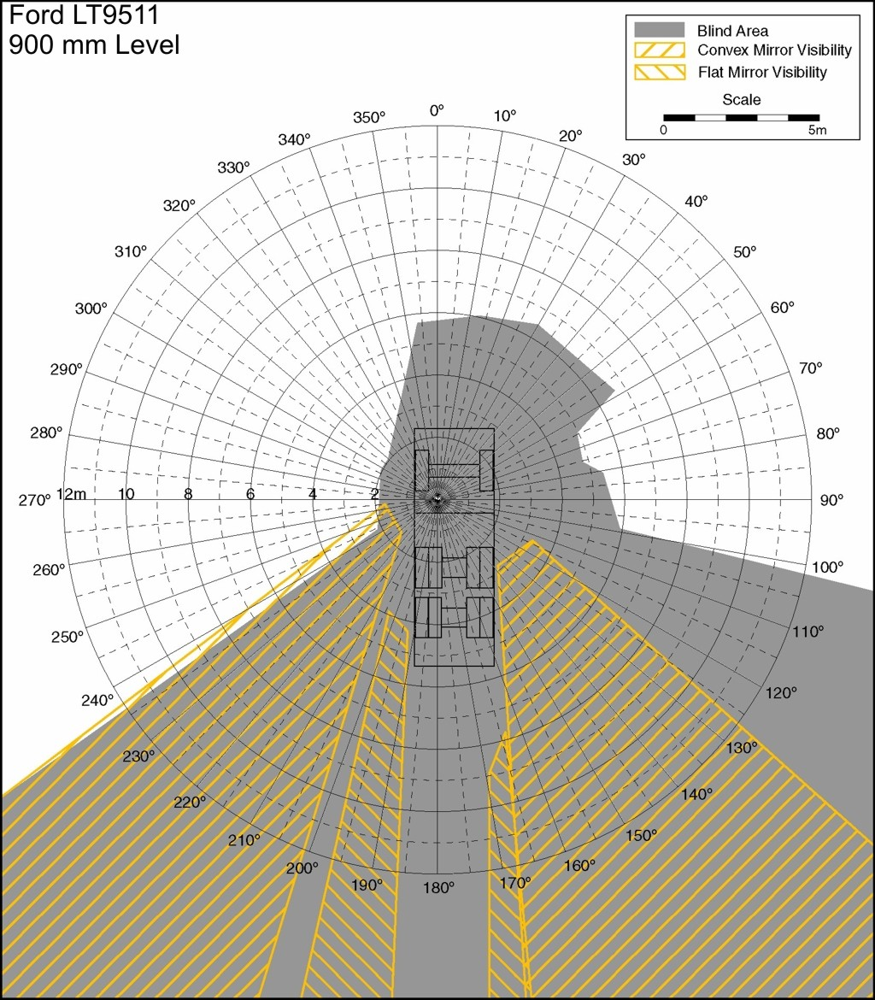 Ford LT9511
900 mm Level
Blind Area
Convex Mirror Visibility
Flat Mirror Visibility
Scale
0 5m
0°
350° 10°
340° 20°
330° 30°
320° 40°
310° 50°
300° 60°
290° 70°
280° 80°
270° 12m 10 8 6 4 2 90°
260° 100°
250° 110°
240° 120°
230° 130°
220° 140°
210° 150°
200° 160°
190° 180° 170°